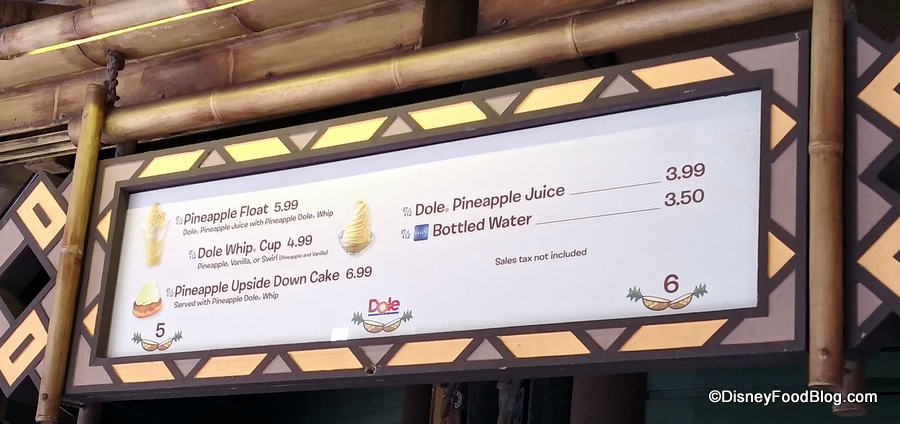 Pineapple Float 5.99
Dole® Pineapple Juice with Pineapple Dole® Whip
Dole Whip® Cup 4.99
Pineapple, Vanilla, or Swirl (Pineapple and Vanilla)
Pineapple Upside Down Cake 6.99
Served with Pineapple Dole® Whip
5
Dole
Dole® Pineapple Juice 3.99
Bottled Water 3.50
Sales tax not included
6
©DisneyFoodBlog.com